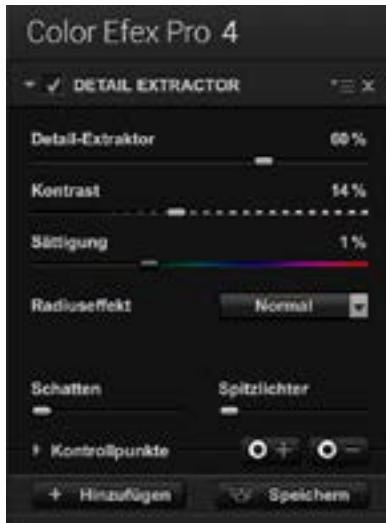 Color Efex Pro 4
DETAIL EXTRACTOR
Detail-Extraktor 60 %
Kontrast 14 %
Sättigung 1 %
Radiuseffekt Normal
Schatten Spitzlichter
Kontrollpunkte
+ Hinzufügen Speichern